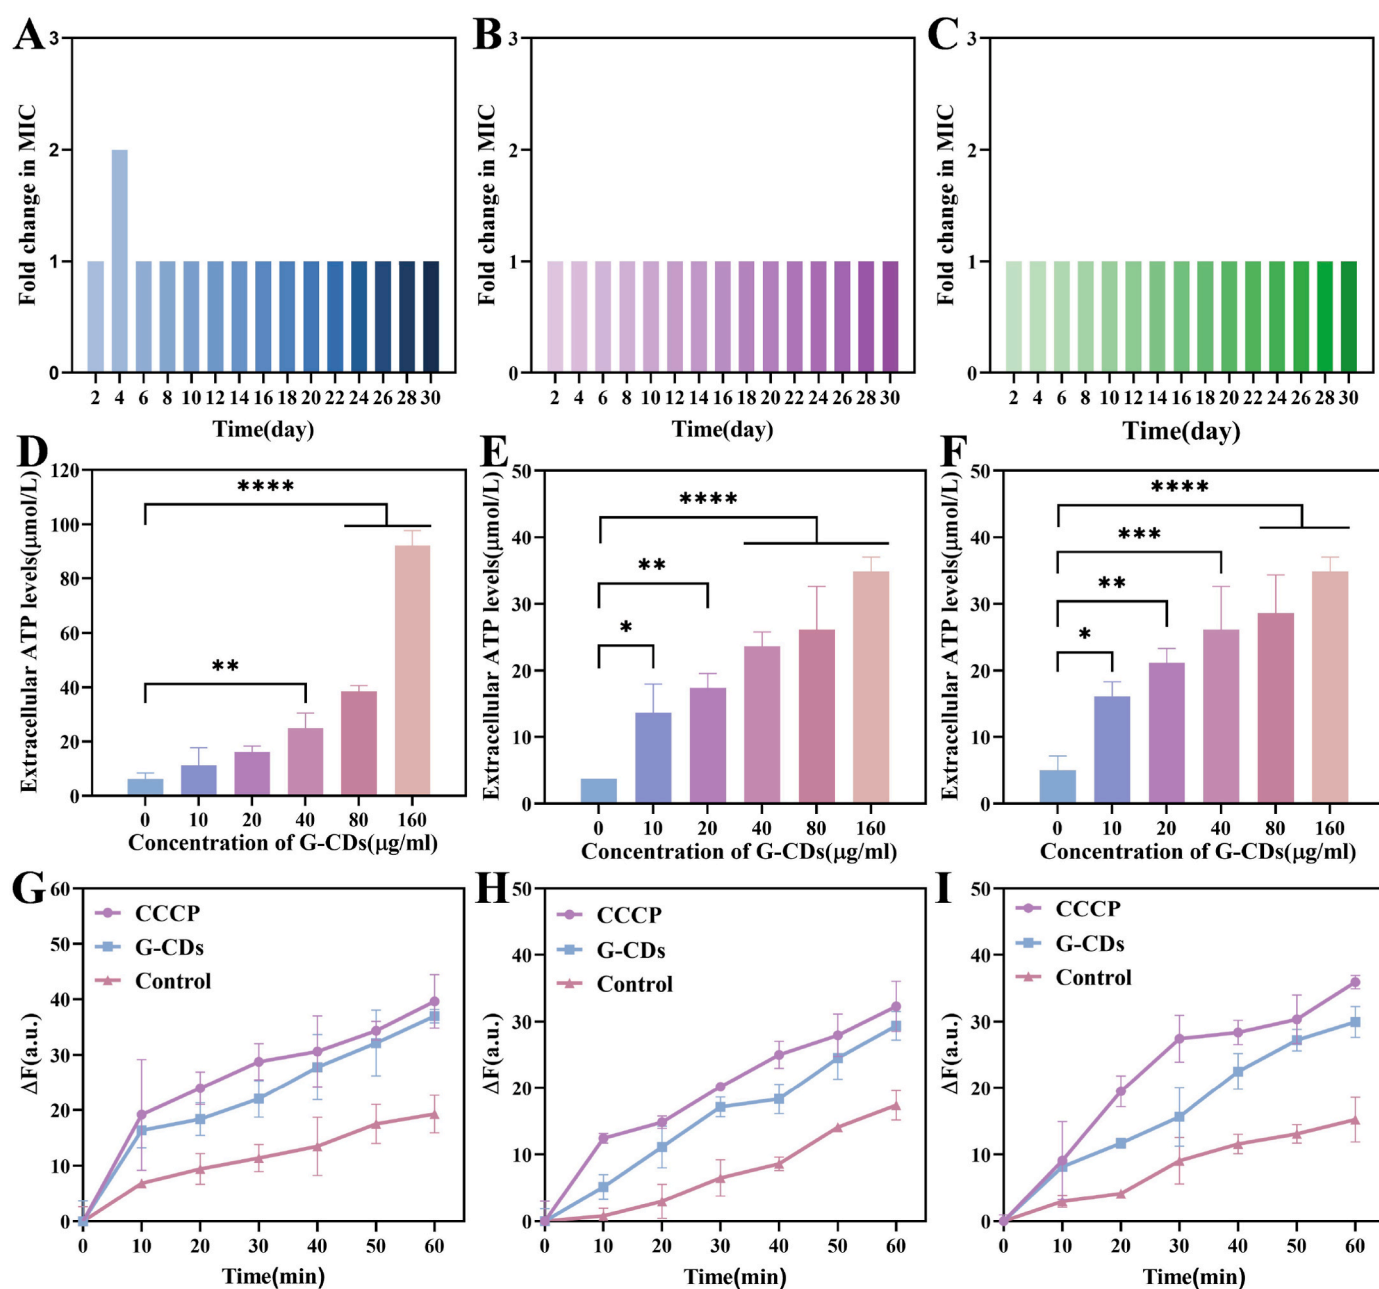 A
Fold change in MIC
3
2
1
0
2 4 6 8 10 12 14 16 18 20 22 24 26 28 30
Time(day)
B
Fold change in MIC
3
2
1
0
2 4 6 8 10 12 14 16 18 20 22 24 26 28 30
Time(day)
C
Fold change in MIC
3
2
1
0
2 4 6 8 10 12 14 16 18 20 22 24 26 28 30
Time(day)
D
Extracellular ATP levels(μmol/L)
120
100
80
60
40
20
0
****
**
0 10 20 40 80 160
Concentration of G-CDs(μg/ml)
E
Extracellular ATP levels(μmol/L)
50
40
30
20
10
0
****
**
*
0 10 20 40 80 160
Concentration of G-CDs(μg/ml)
F
Extracellular ATP levels(μmol/L)
50
40
30
20
10
0
****
***
**
*
0 10 20 40 80 160
Concentration of G-CDs(μg/ml)
G
ΔF(a.u.)
60
50
40
30
20
10
0
CCCP
G-CDs
Control
0 10 20 30 40 50 60
Time(min)
H
ΔF(a.u.)
50
40
30
20
10
0
CCCP
G-CDs
Control
0 10 20 30 40 50 60
Time(min)
I
ΔF(a.u.)
50
40
30
20
10
0
CCCP
G-CDs
Control
0 10 20 30 40 50 60
Time(min)